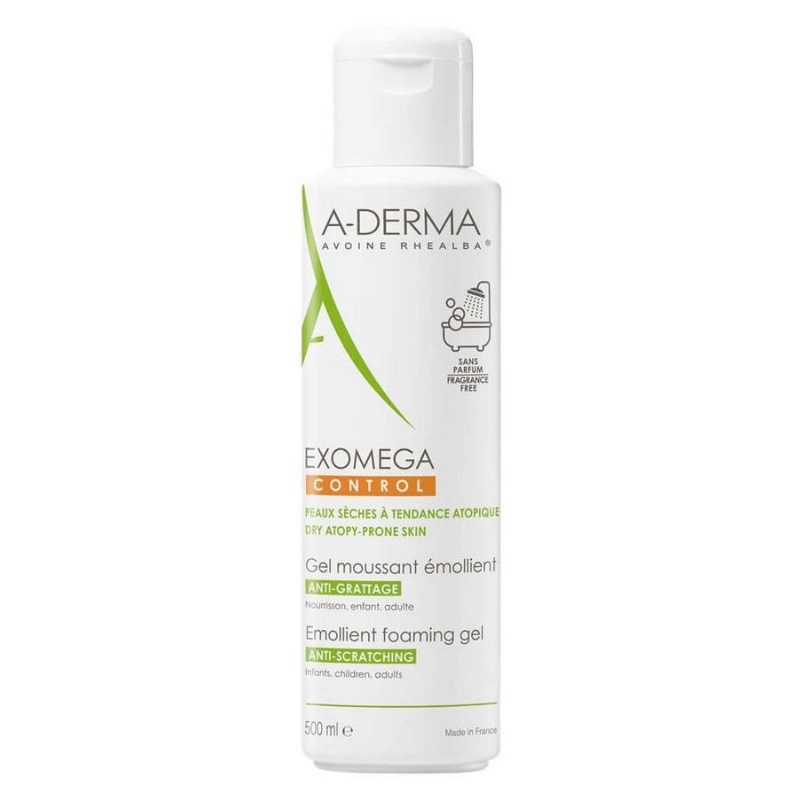 A-DERMA
AVOINE RHEALBA®
SANS
PARFUM
FRAGRANCE
FREE
EXOMEGA
CONTROL
PEAUX SÈCHES À TENDANCE ATOPIQUE
DRY ATOPY-PRONE SKIN
Gel moussant émollient
ANTI-GRATTAGE
Nourrisson, enfant, adulte
Emollient foaming gel
ANTI-SCRATCHING
Infants, children, adults
500 ml e
Made in France